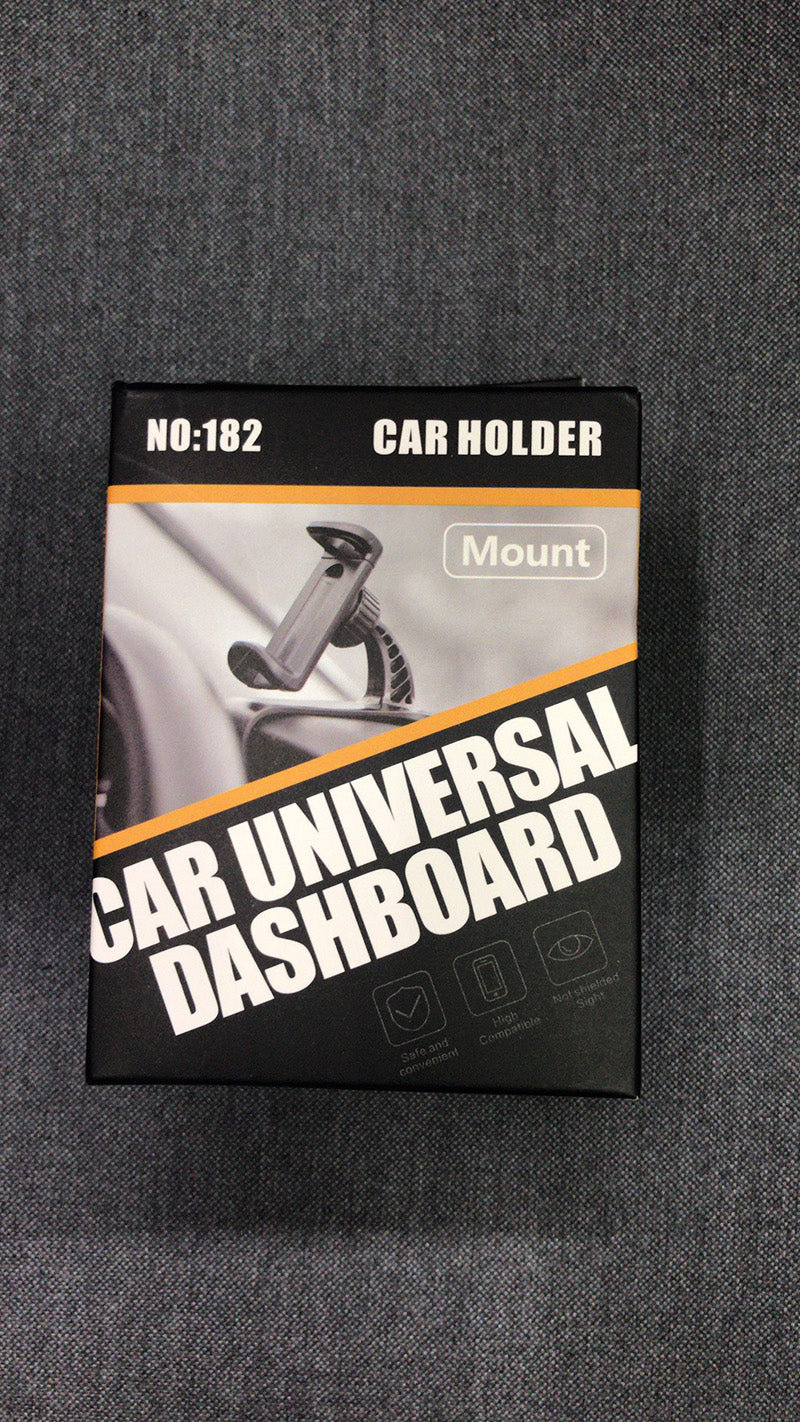 NO:182
CAR HOLDER
Mount
CAR UNIVERSAL
DASHBOARD
Safe and
convenient
High
Compatible
Not shielded
Sight